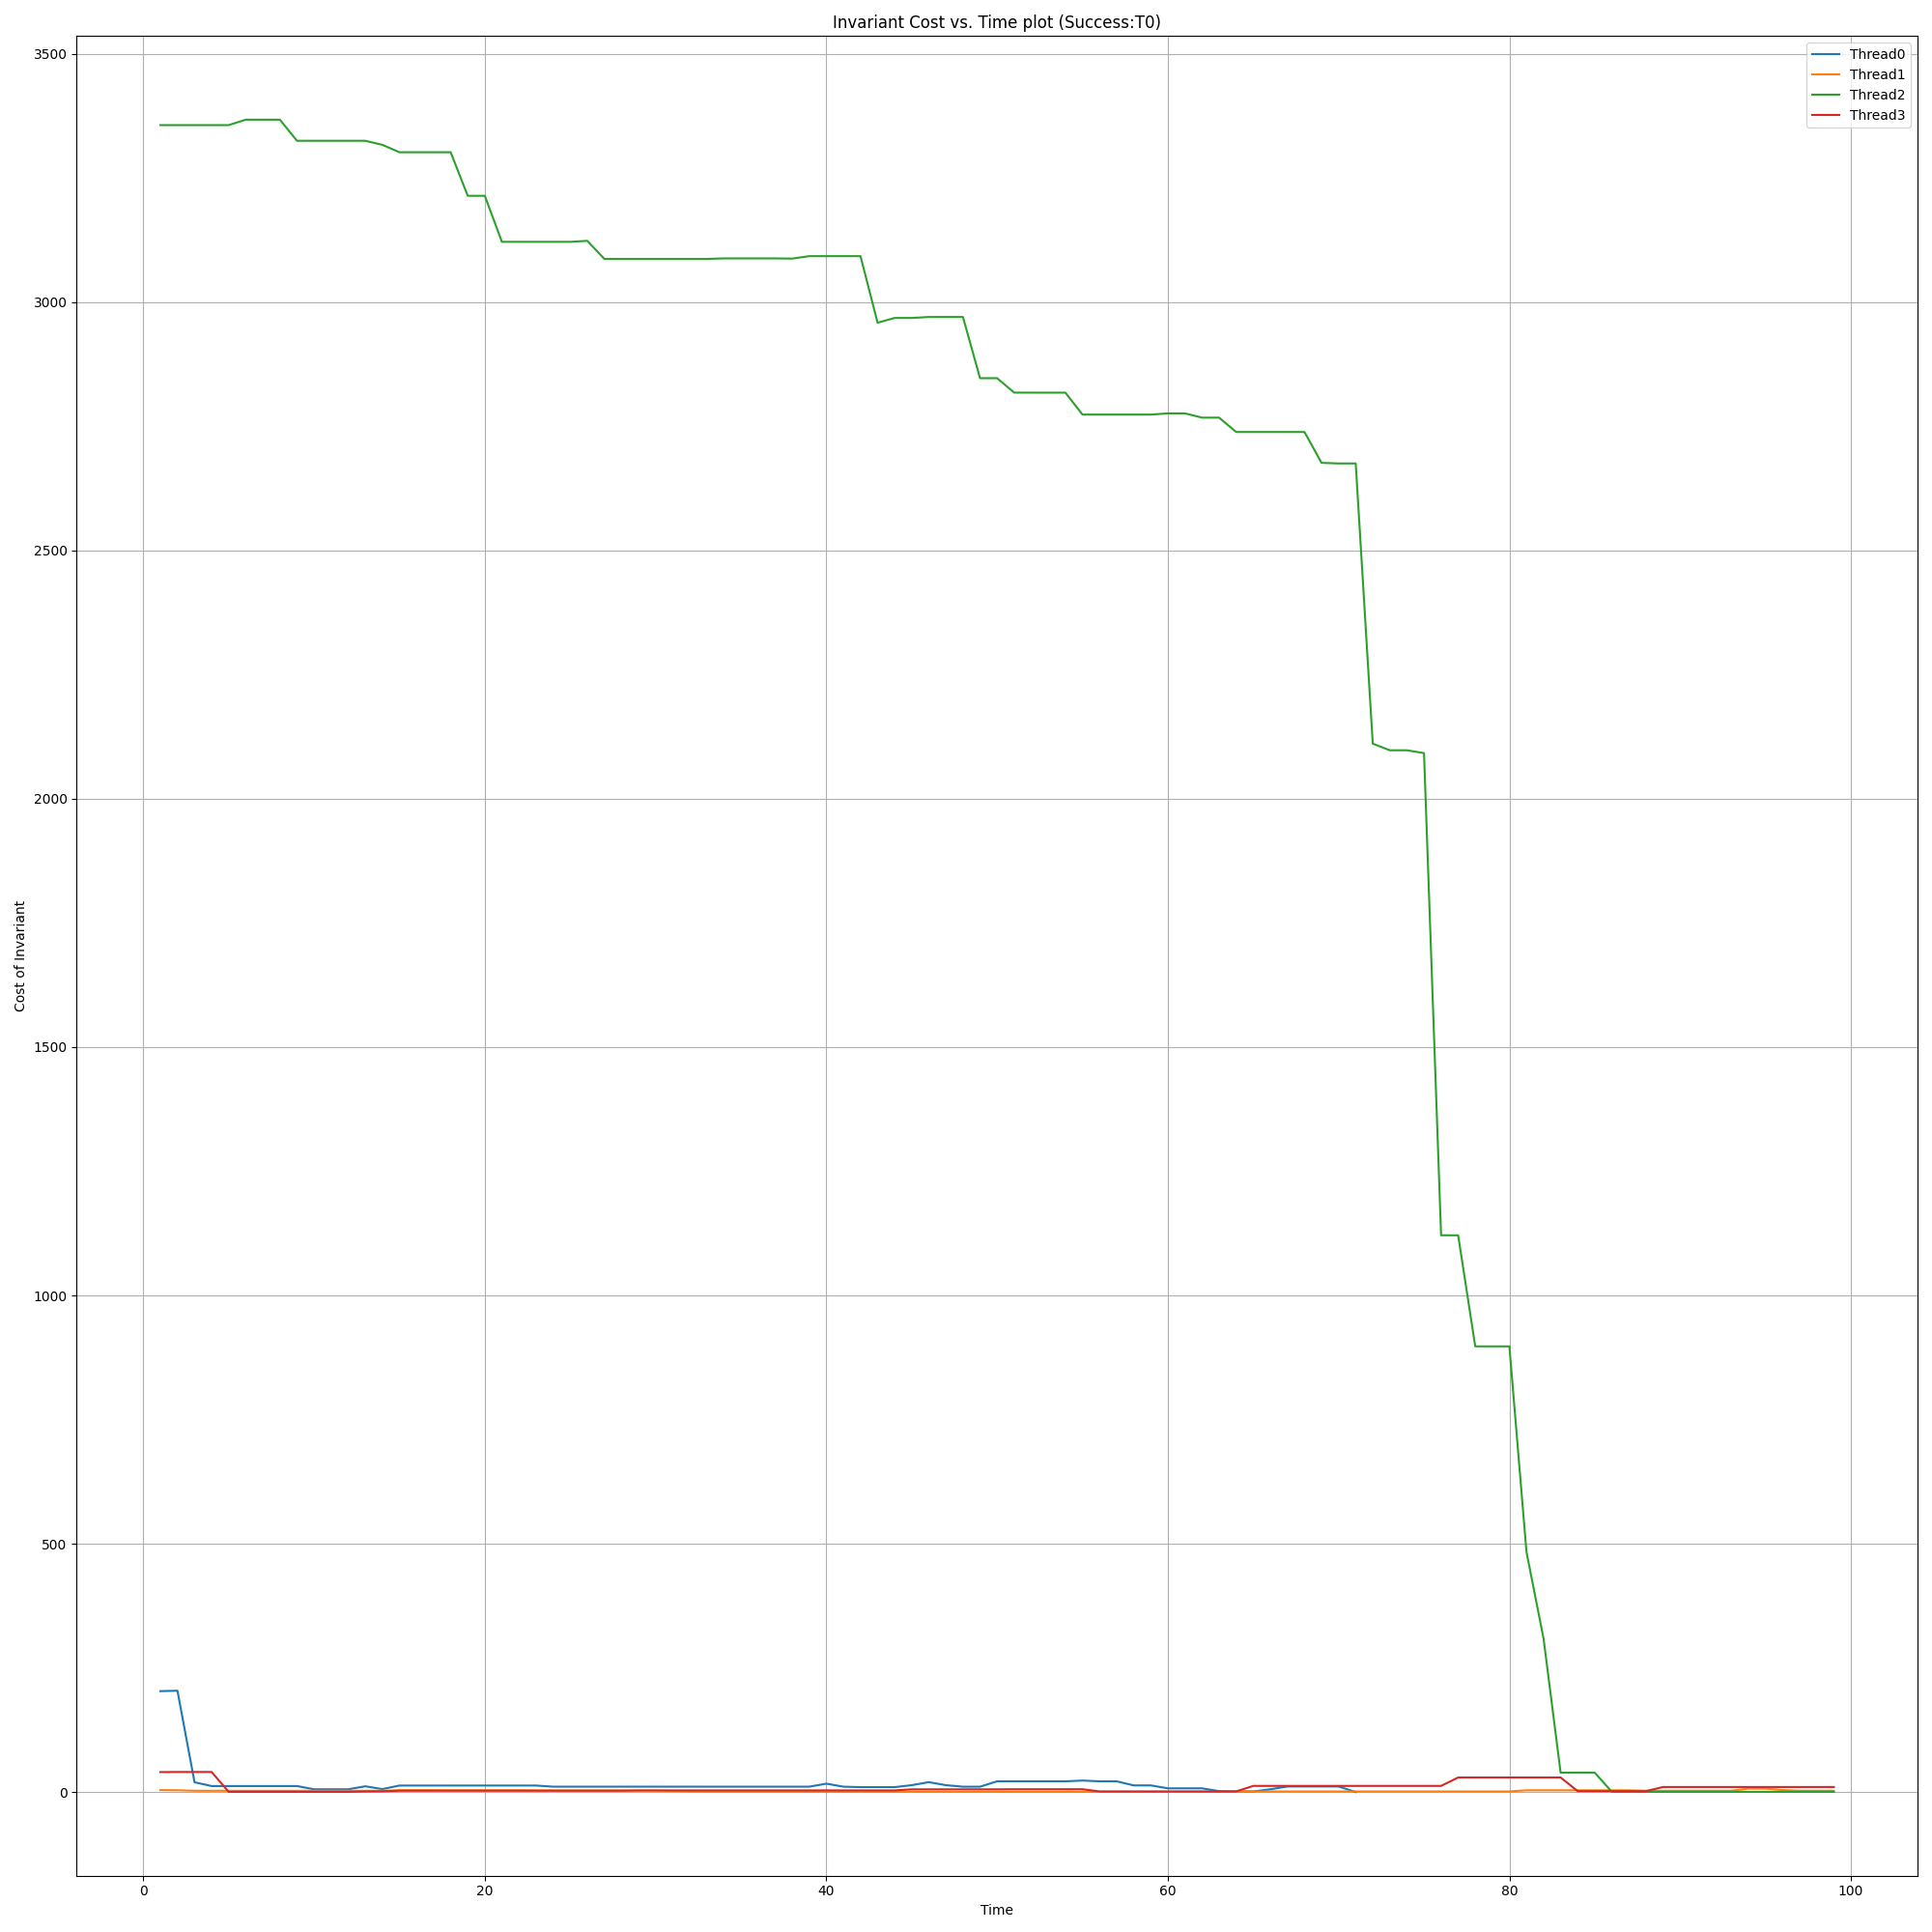 Invariant Cost vs. Time plot (Success:T0)
Thread0
Thread1
Thread2
Thread3
3500
3000
2500
2000
1500
1000
500
0
Cost of Invariant
0 20 40 60 80 100
Time